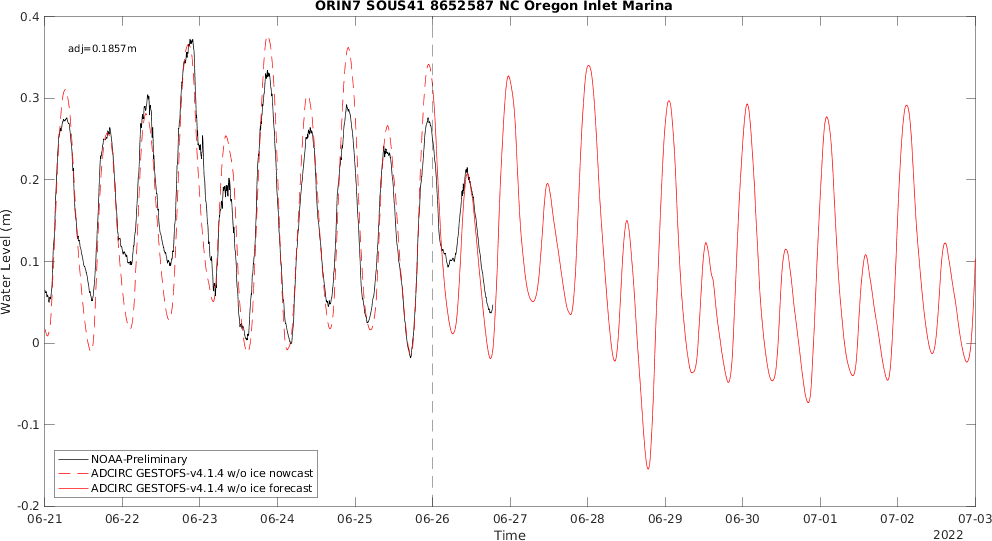 ORIN7 SOUS41 8652587 NC Oregon Inlet Marina
adj=0.1857m
0.4
0.3
0.2
0.1
0
-0.1
-0.2
Water Level (m)
NOAA-Preliminary
ADCIRC GESTOFS-v4.1.4 w/o ice nowcast
ADCIRC GESTOFS-v4.1.4 w/o ice forecast
06-21 06-22 06-23 06-24 06-25 06-26 06-27 06-28 06-29 06-30 07-01 07-02 07-03
Time
2022